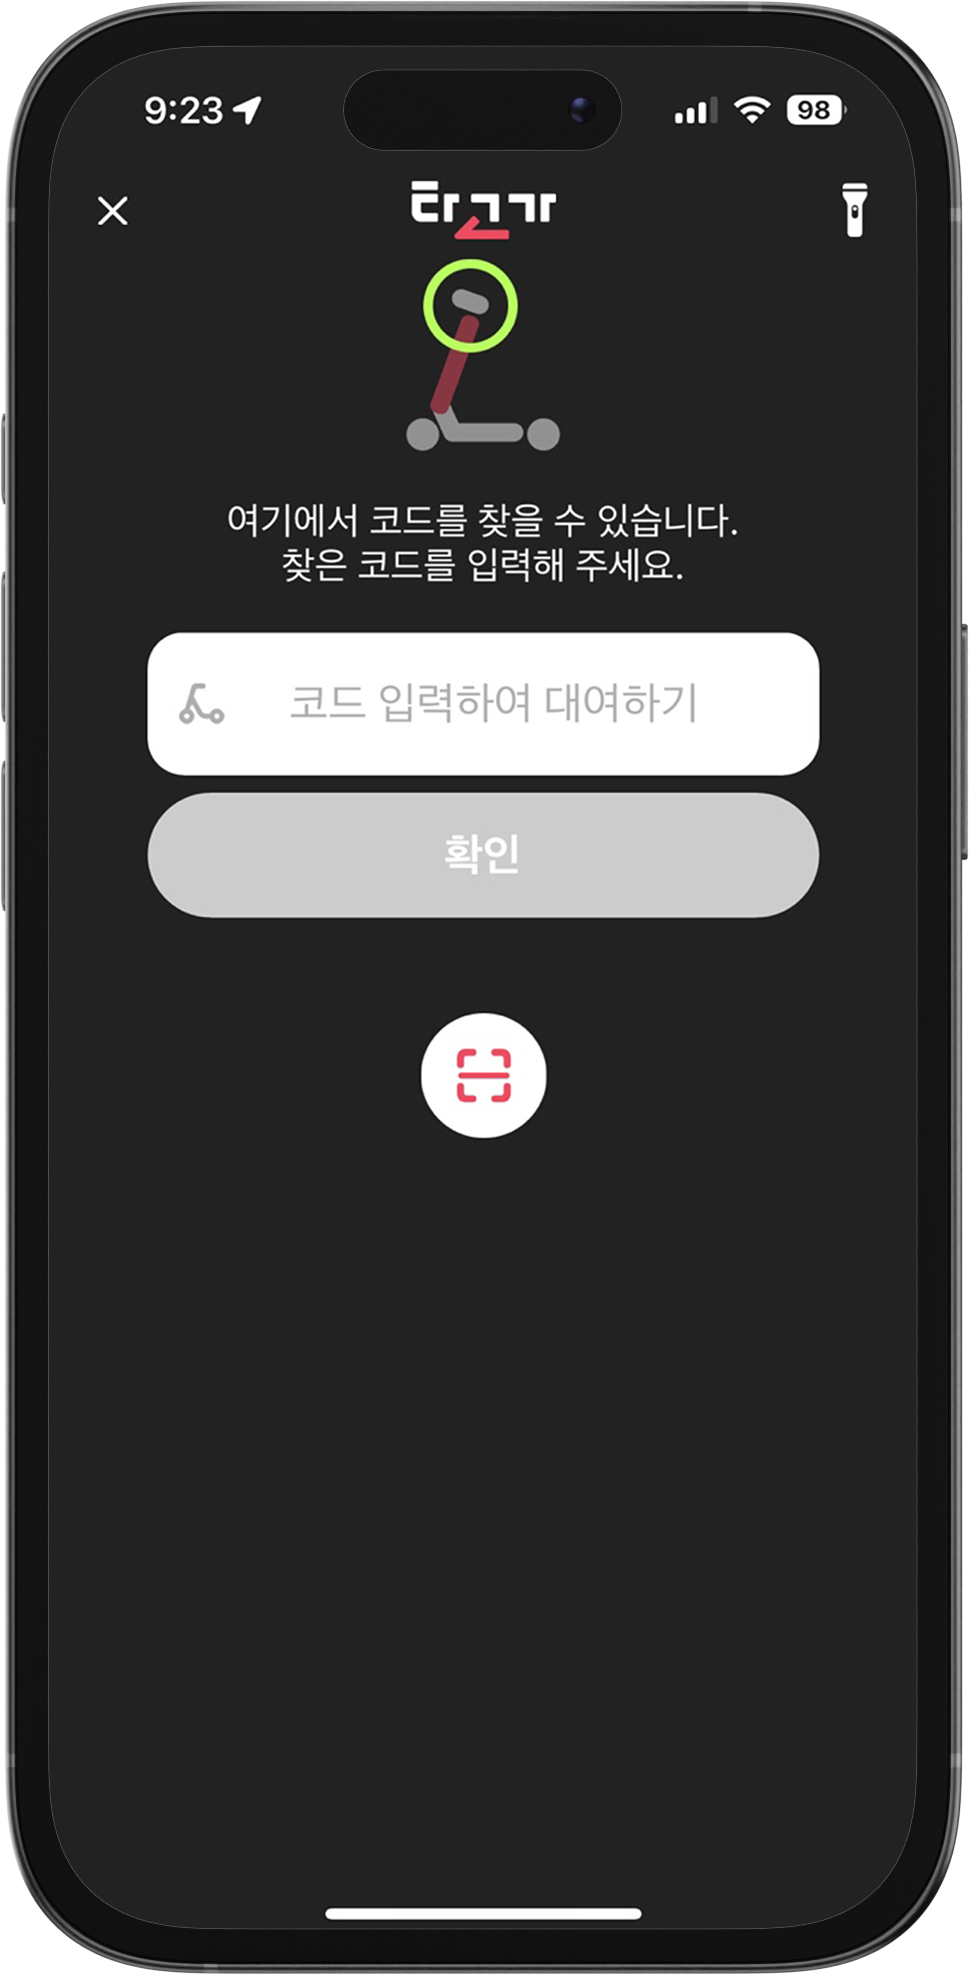 9:23
98
타고가
여기에서 코드를 찾을 수 있습니다.
찾은 코드를 입력해 주세요.
코드 입력하여 대여하기
확인